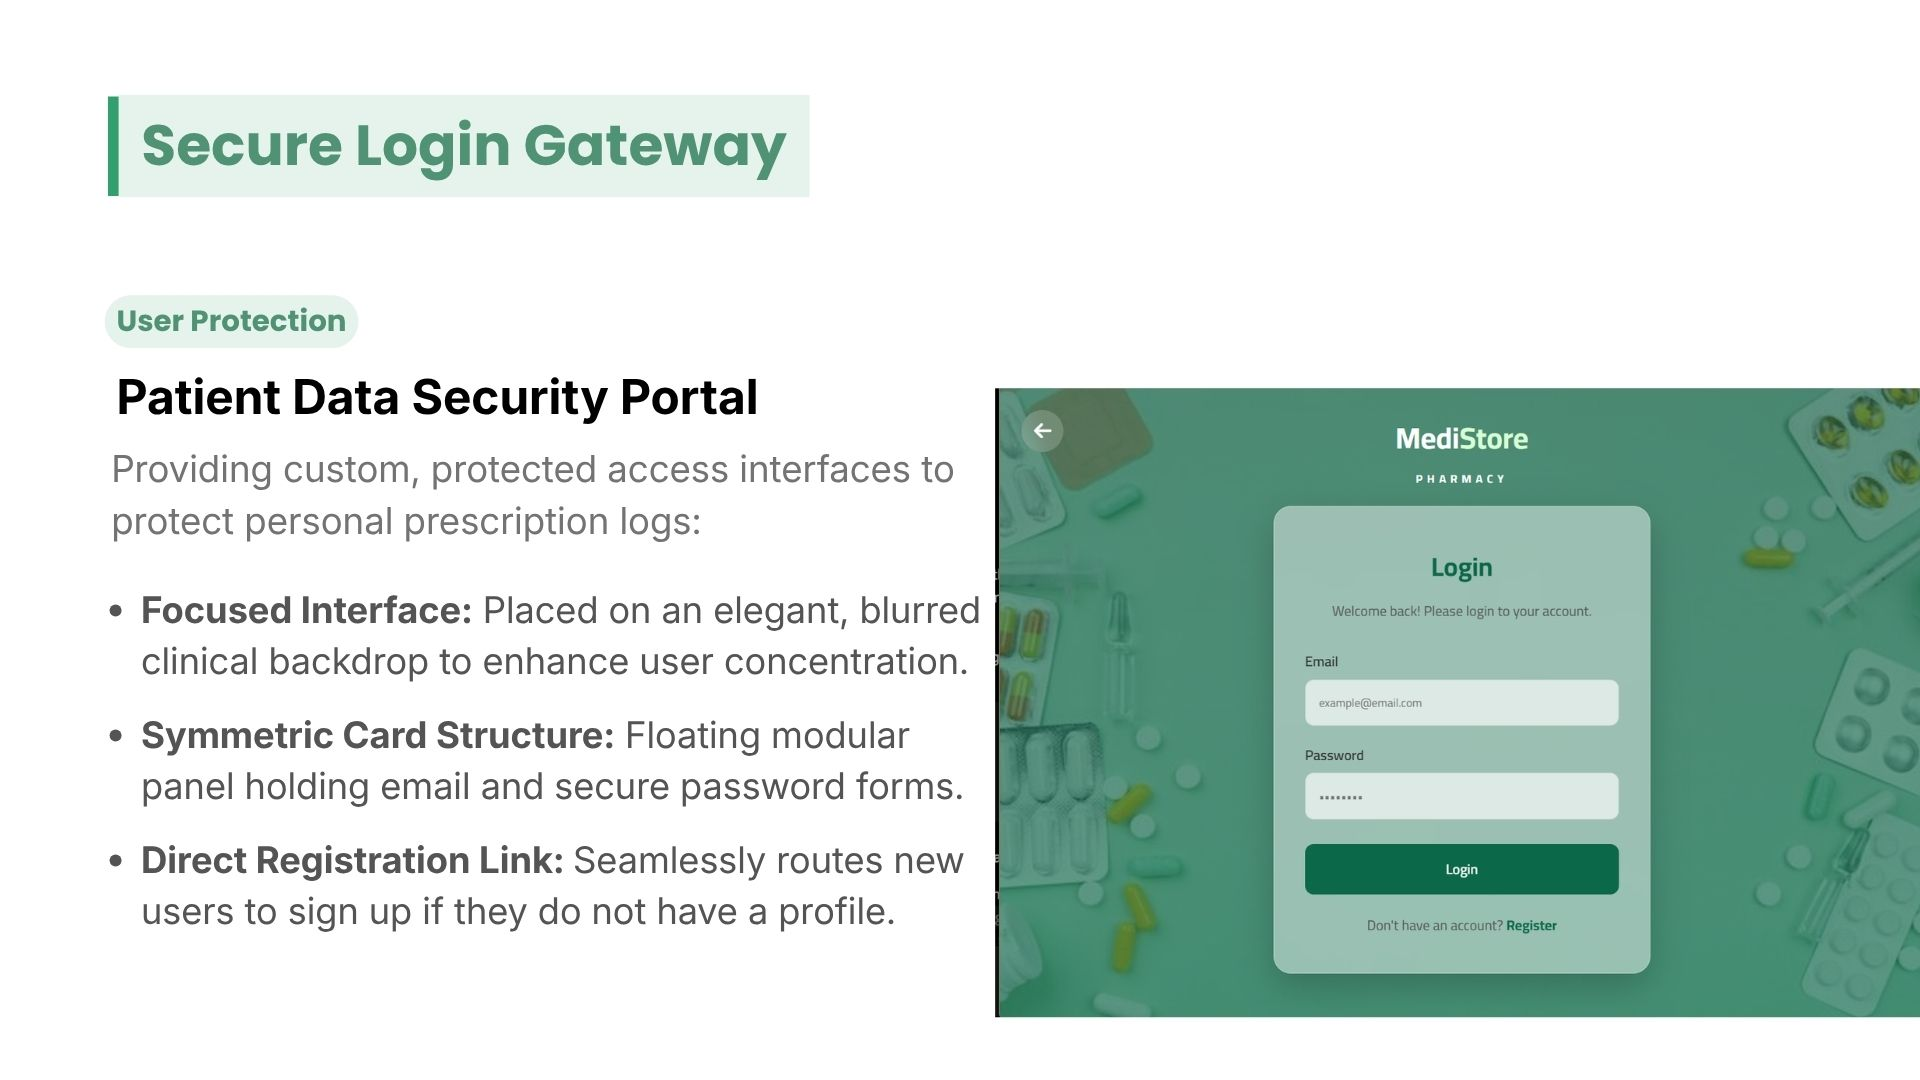 Secure Login Gateway
User Protection
Patient Data Security Portal
Providing custom, protected access interfaces to
protect personal prescription logs:
• Focused Interface: Placed on an elegant, blurred
clinical backdrop to enhance user concentration.
• Symmetric Card Structure: Floating modular
panel holding email and secure password forms.
• Direct Registration Link: Seamlessly routes new
users to sign up if they do not have a profile.
MediStore
PHARMACY
Login
Welcome back! Please login to your account.
Email
example@email.com
Password
••••••••
Login
Don't have an account? Register